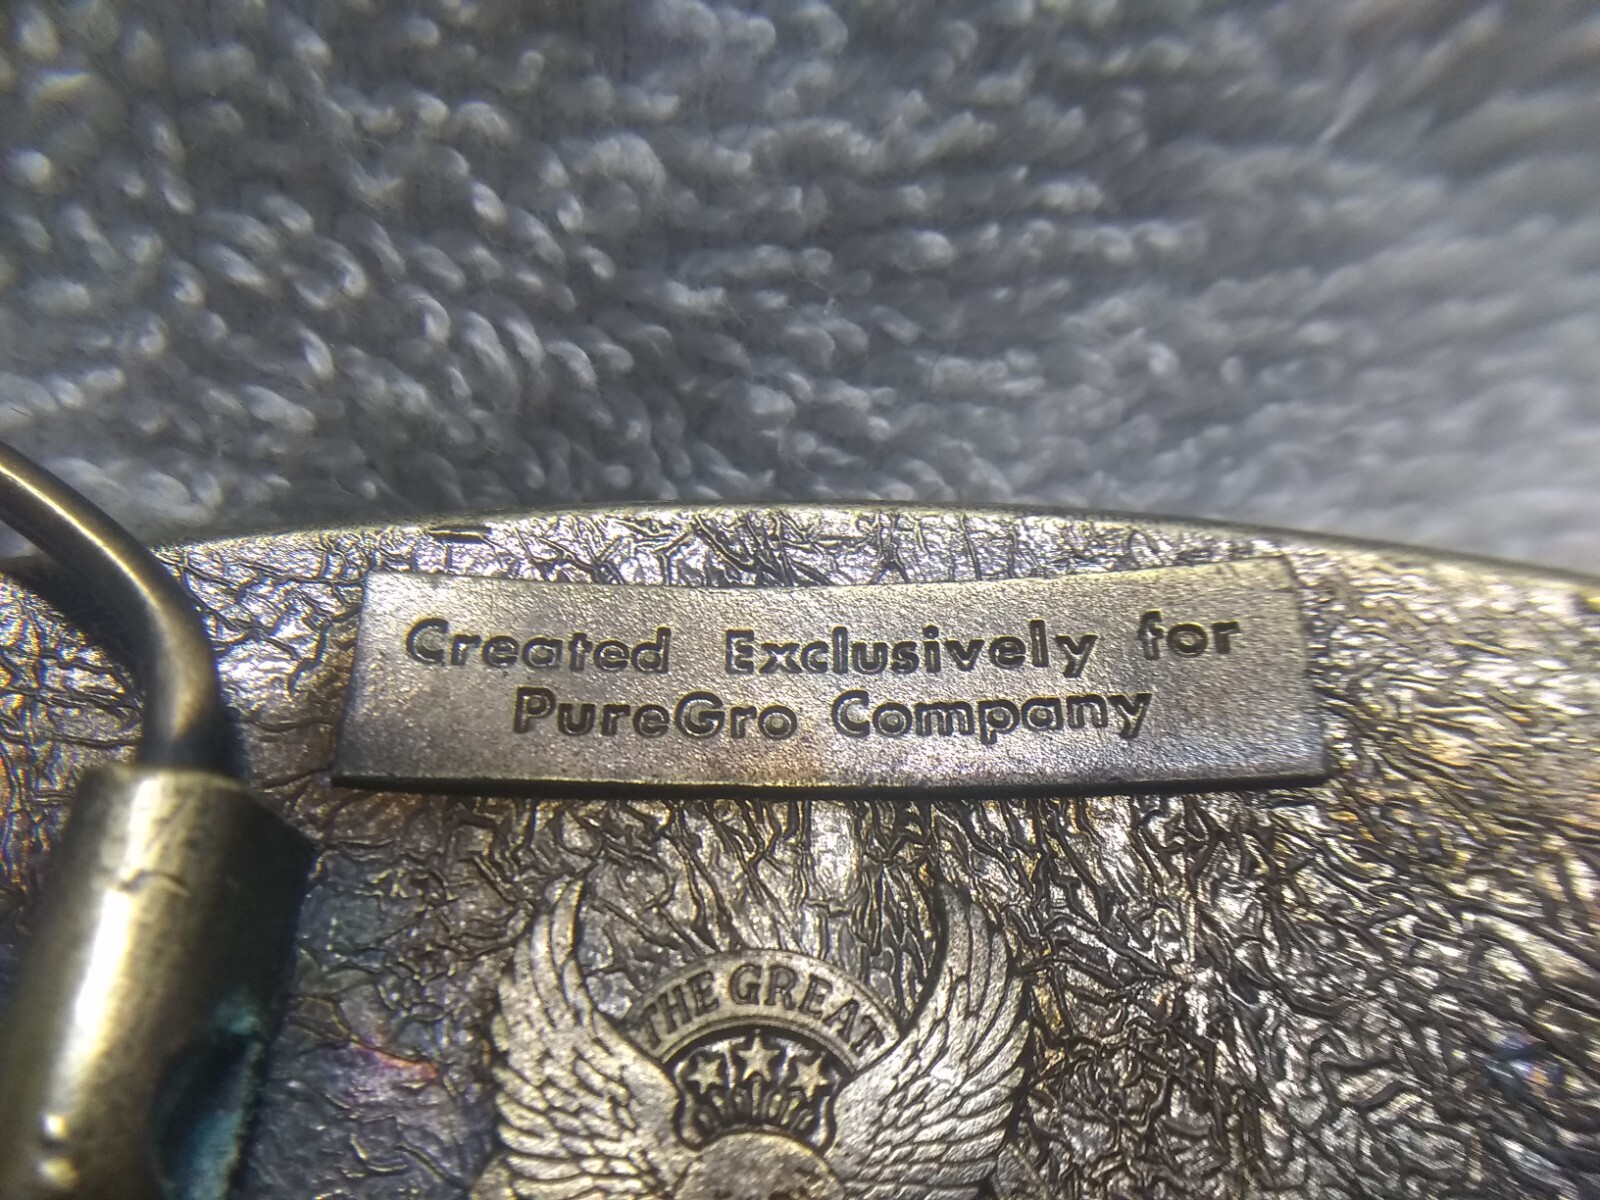 Created Exclusively for
PureGro Company
THE GREAT